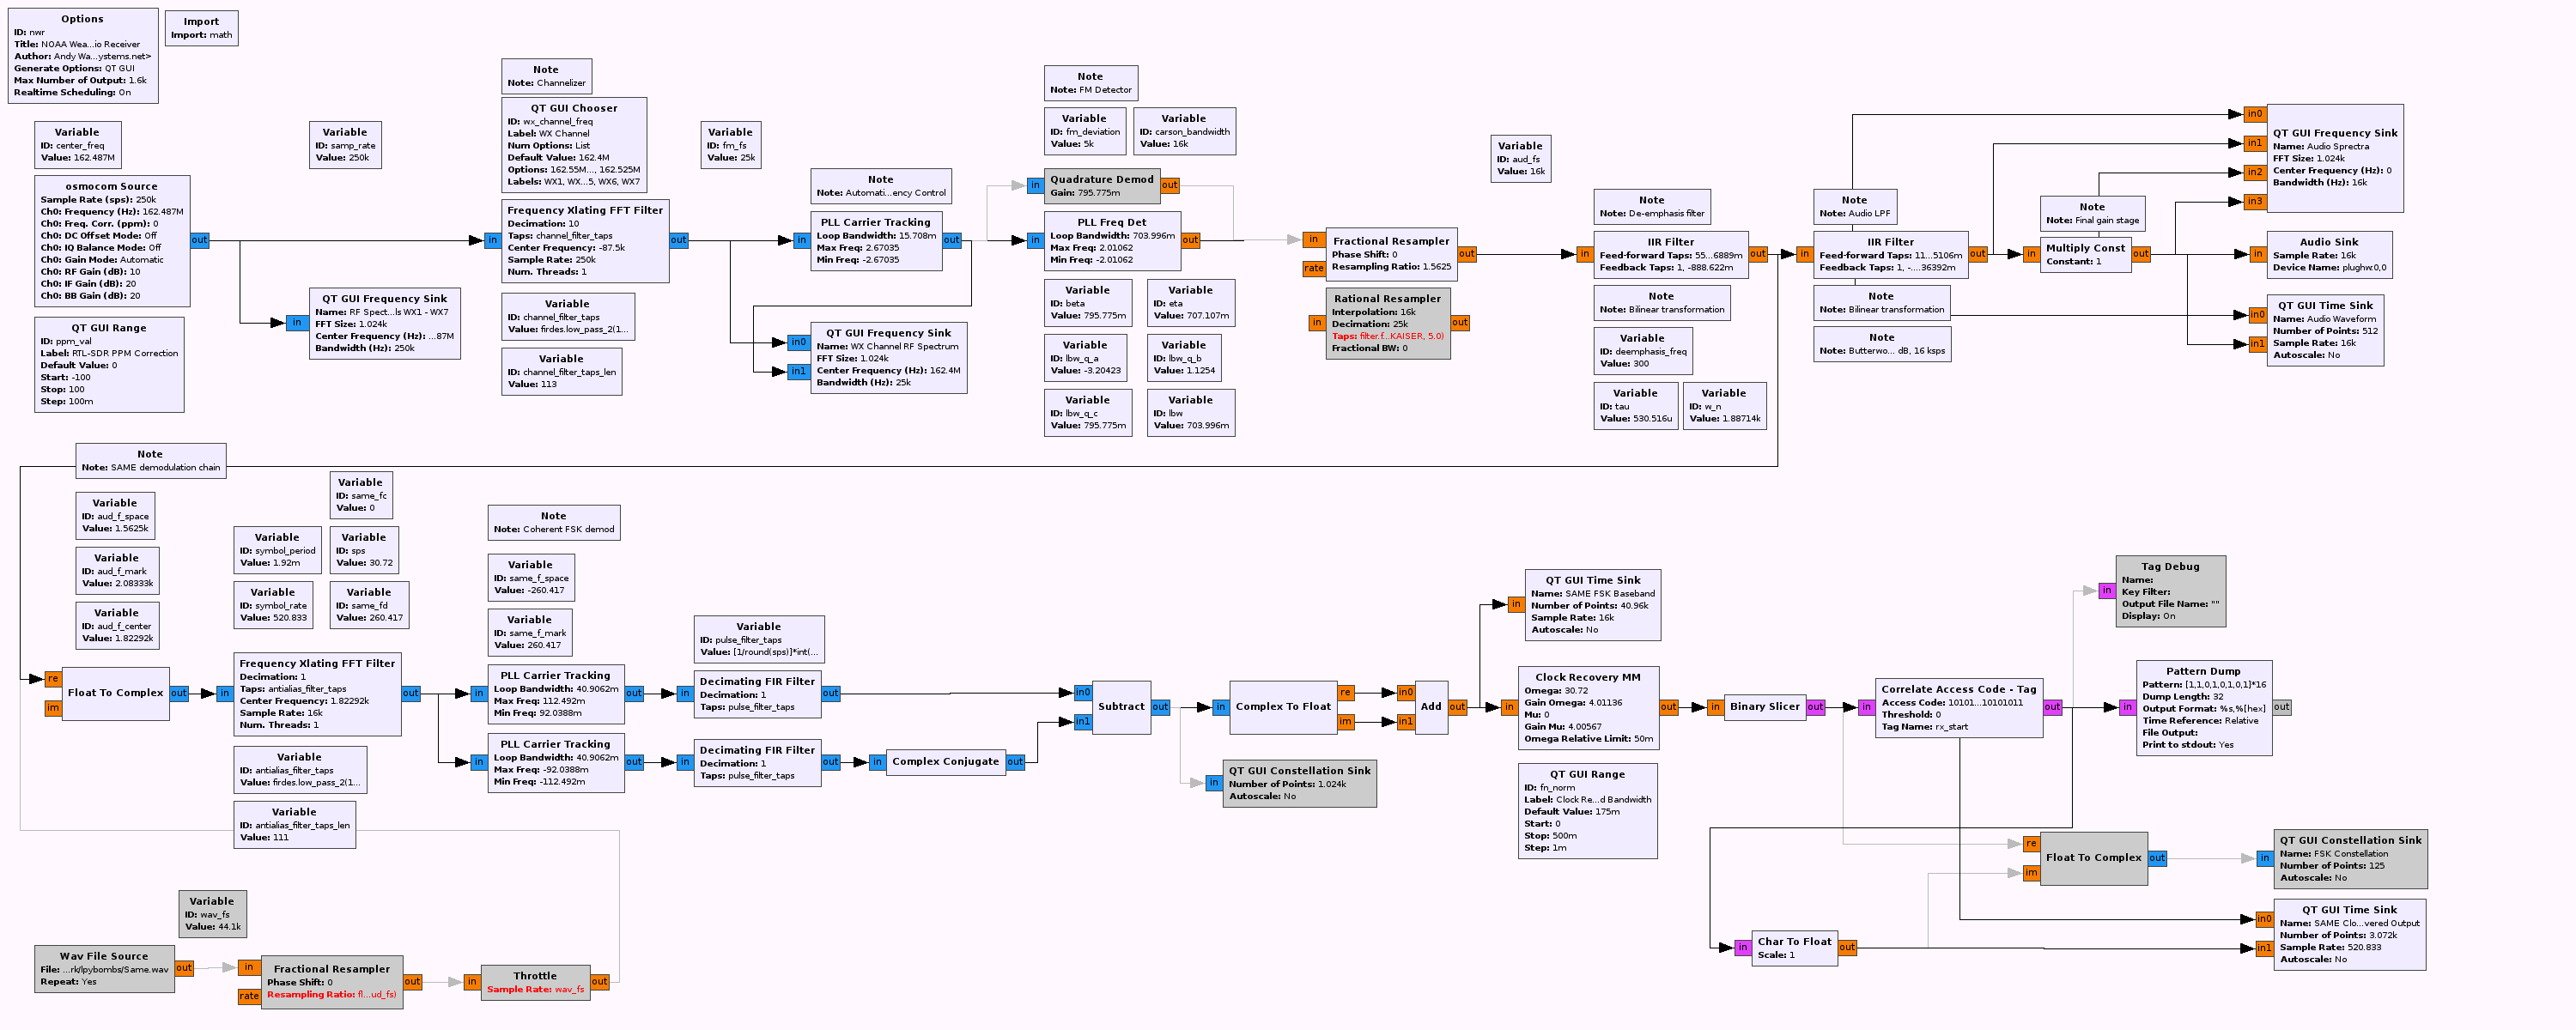 Options
ID: nwr
Title: NOAA Wea...io Receiver
Author: Andy Wa...ystems.net>
Generate Options: QT GUI
Max Number of Output: 1.6k
Realtime Scheduling: On
Import
Import: math
Variable
ID: center_freq
Value: 162.487M
osmocom Source
Sample Rate (sps): 250k
Ch0: Frequency (Hz): 162.487M
Ch0: Freq. Corr. (ppm): 0
Ch0: DC Offset Mode: Off
Ch0: IQ Balance Mode: Off
Ch0: Gain Mode: Automatic
Ch0: RF Gain (dB): 10
Ch0: IF Gain (dB): 20
Ch0: BB Gain (dB): 20
out
QT GUI Range
ID: ppm_val
Label: RTL-SDR PPM Correction
Default Value: 0
Start: -100
Stop: 100
Step: 100m
Variable
ID: samp_rate
Value: 250k
in
QT GUI Frequency Sink
Name: RF Spect...ls WX1 - WX7
FFT Size: 1.024k
Center Frequency (Hz): ...87M
Bandwidth (Hz): 250k
Note
Note: Channelizer
QT GUI Chooser
ID: wx_channel_freq
Label: WX Channel
Num Options: List
Default Value: 162.4M
Options: 162.55M..., 162.525M
Labels: WX1, WX...5, WX6, WX7
in
Frequency Xlating FFT Filter
Decimation: 10
Taps: channel_filter_taps
Center Frequency: -87.5k
Sample Rate: 250k
Num. Threads: 1
out
Variable
ID: channel_filter_taps
Value: firdes.low_pass_2(1...
Variable
ID: channel_filter_taps_len
Value: 113
Variable
ID: fm_fs
Value: 25k
Note
Note: Automati...ency Control
in
PLL Carrier Tracking
Loop Bandwidth: 15.708m
Max Freq: 2.67035
Min Freq: -2.67035
out
in0
in1
QT GUI Frequency Sink
Name: WX Channel RF Spectrum
FFT Size: 1.024k
Center Frequency (Hz): 162.4M
Bandwidth (Hz): 25k
Note
Note: FM Detector
Variable
ID: fm_deviation
Value: 5k
Variable
ID: carson_bandwidth
Value: 16k
in
Quadrature Demod
Gain: 795.775m
out
in
PLL Freq Det
Loop Bandwidth: 703.996m
Max Freq: 2.01062
Min Freq: -2.01062
out
Variable
ID: beta
Value: 795.775m
Variable
ID: eta
Value: 707.107m
Variable
ID: lbw_q_a
Value: -3.20423
Variable
ID: lbw_q_b
Value: 1.1254
Variable
ID: lbw_q_c
Value: 795.775m
Variable
ID: lbw
Value: 703.996m
in
rate
Fractional Resampler
Phase Shift: 0
Resampling Ratio: 1.5625
out
in
Rational Resampler
Interpolation: 16k
Decimation: 25k
Taps: filter.f...KAISER, 5.0)
Fractional BW: 0
out
Variable
ID: aud_fs
Value: 16k
Note
Note: De-emphasis filter
in
IIR Filter
Feed-forward Taps: 55...6889m
Feedback Taps: 1, -888.622m
out
Note
Note: Bilinear transformation
Variable
ID: deemphasis_freq
Value: 300
Variable
ID: tau
Value: 530.516u
Variable
ID: w_n
Value: 1.88714k
Note
Note: Audio LPF
in
IIR Filter
Feed-forward Taps: 11...5106m
Feedback Taps: 1, -....36392m
out
Note
Note: Bilinear transformation
Note
Note: Butterwo... dB, 16 ksps
Note
Note: Final gain stage
in
Multiply Const
Constant: 1
out
in0
in1
in2
in3
QT GUI Frequency Sink
Name: Audio Sprectra
FFT Size: 1.024k
Center Frequency (Hz): 0
Bandwidth (Hz): 16k
in
Audio Sink
Sample Rate: 16k
Device Name: plughw:0,0
in0
in1
QT GUI Time Sink
Name: Audio Waveform
Number of Points: 512
Sample Rate: 16k
Autoscale: No
Note
Note: SAME demodulation chain
Variable
ID: aud_f_space
Value: 1.5625k
Variable
ID: aud_f_mark
Value: 2.08333k
Variable
ID: aud_f_center
Value: 1.82292k
re
im
Float To Complex
out
Variable
ID: same_fc
Value: 0
Variable
ID: symbol_period
Value: 1.92m
Variable
ID: sps
Value: 30.72
Variable
ID: symbol_rate
Value: 520.833
Variable
ID: same_fd
Value: 260.417
in
Frequency Xlating FFT Filter
Decimation: 1
Taps: antialias_filter_taps
Center Frequency: 1.82292k
Sample Rate: 16k
Num. Threads: 1
out
Variable
ID: antialias_filter_taps
Value: firdes.low_pass_2(1...
Variable
ID: antialias_filter_taps_len
Value: 111
Note
Note: Coherent FSK demod
Variable
ID: same_f_space
Value: -260.417
Variable
ID: same_f_mark
Value: 260.417
in
PLL Carrier Tracking
Loop Bandwidth: 40.9062m
Max Freq: 112.492m
Min Freq: 92.0388m
out
in
PLL Carrier Tracking
Loop Bandwidth: 40.9062m
Max Freq: -92.0388m
Min Freq: -112.492m
out
Variable
ID: pulse_filter_taps
Value: [1/round(sps)]*int(...
in
Decimating FIR Filter
Decimation: 1
Taps: pulse_filter_taps
out
in
Decimating FIR Filter
Decimation: 1
Taps: pulse_filter_taps
out
in
Complex Conjugate
out
in0
in1
Subtract
out
in
Complex To Float
re
im
in
QT GUI Constellation Sink
Number of Points: 1.024k
Autoscale: No
in0
in1
Add
out
in
QT GUI Time Sink
Name: SAME FSK Baseband
Number of Points: 40.96k
Sample Rate: 16k
Autoscale: No
in
Clock Recovery MM
Omega: 30.72
Gain Omega: 4.01136
Mu: 0
Gain Mu: 4.00567
Omega Relative Limit: 50m
out
QT GUI Range
ID: fn_norm
Label: Clock Re...d Bandwidth
Default Value: 175m
Start: 0
Stop: 500m
Step: 1m
in
Binary Slicer
out
in
Correlate Access Code - Tag
Access Code: 10101...10101011
Threshold: 0
Tag Name: rx_start
out
in
Tag Debug
Name:
Key Filter:
Output File Name: ""
Display: On
in
Pattern Dump
Pattern: [1,1,0,1,0,1,0,1]*16
Dump Length: 32
Output Format: %s,%[hex]
Time Reference: Relative
File Output:
Print to stdout: Yes
out
re
im
Float To Complex
out
in
QT GUI Constellation Sink
Name: FSK Constellation
Number of Points: 125
Autoscale: No
in0
in1
QT GUI Time Sink
Name: SAME Clo...vered Output
Number of Points: 3.072k
Sample Rate: 520.833
Autoscale: No
in
Char To Float
Scale: 1
out
Variable
ID: wav_fs
Value: 44.1k
Wav File Source
File: ...rk/lpybombs/Same.wav
Repeat: Yes
out
in
rate
Fractional Resampler
Phase Shift: 0
Resampling Ratio: fl...ud_fs)
out
in
Throttle
Sample Rate: wav_fs
out